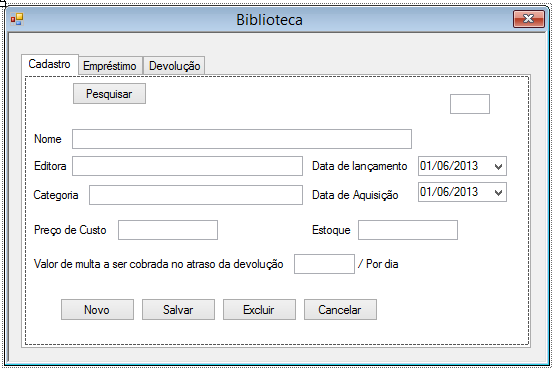 Biblioteca
Cadastro Empréstimo Devolução
Pesquisar
Nome
Editora Data de lançamento 01/06/2013
Categoria Data de Aquisição 01/06/2013
Preço de Custo Estoque
Valor de multa a ser cobrada no atraso da devolução / Por dia
Novo Salvar Excluir Cancelar